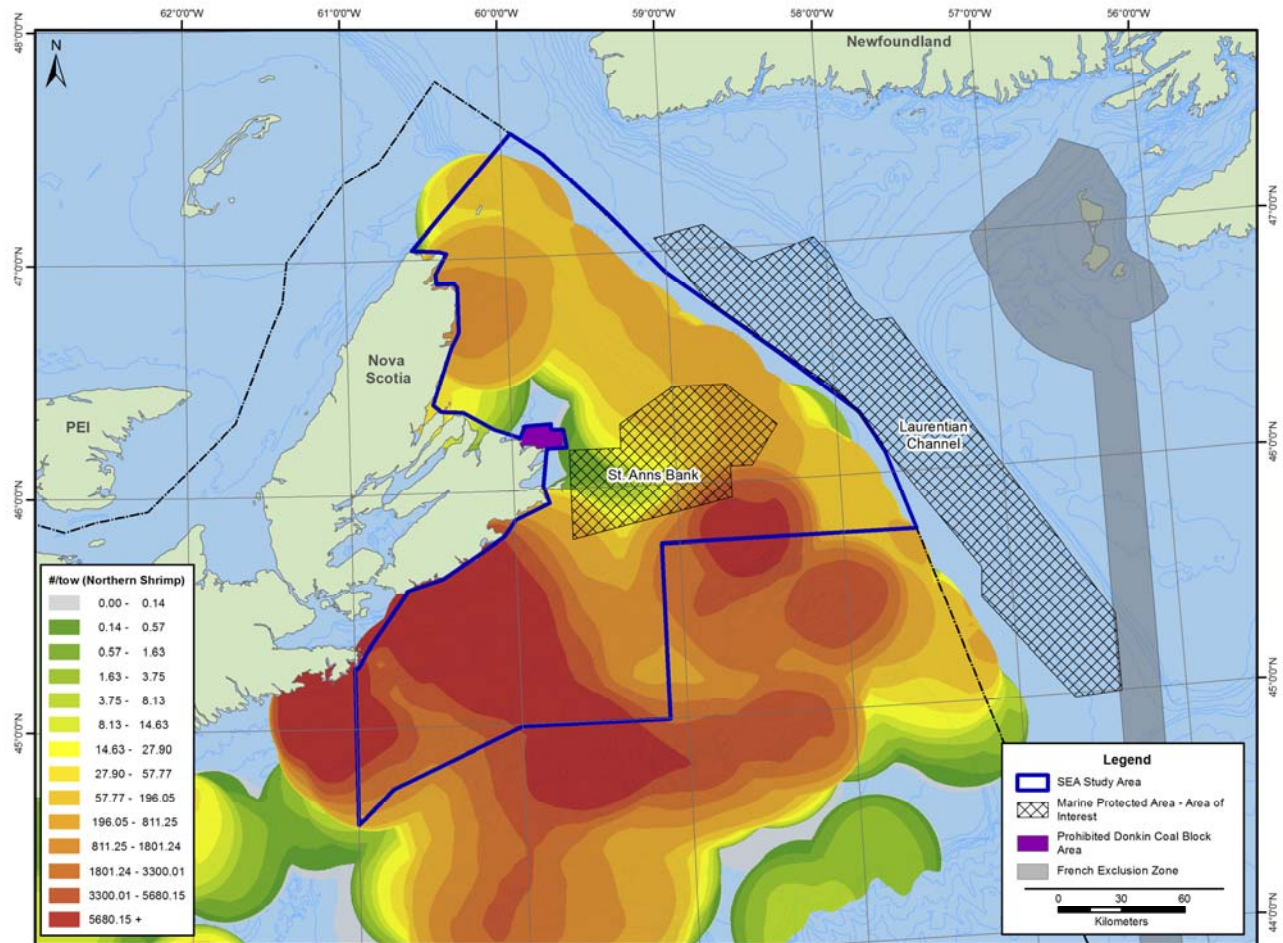 62°0'0"W
61°0'0"W
60°0'0"W
59°0'0"W
58°0'0"W
57°0'0"W
56°0'0"W
48°0'0"N
47°0'0"N
46°0'0"N
45°0'0"N
47°0'0"N
46°0'0"N
45°0'0"N
44°0'0"N
N
Newfoundland
Nova
Scotia
PEI
St. Anns Bank
Laurentian
Channel
#/tow (Northern Shrimp)
0.00 - 0.14
0.14 - 0.57
0.57 - 1.63
1.63 - 3.75
3.75 - 8.13
8.13 - 14.63
14.63 - 27.90
27.90 - 57.77
57.77 - 196.05
196.05 - 811.25
811.25 - 1801.24
1801.24 - 3300.01
3300.01 - 5680.15
5680.15 +
Legend
SEA Study Area
Marine Protected Area - Area of
Interest
Prohibited Donkin Coal Block
Area
French Exclusion Zone
0 30 60
Kilometers